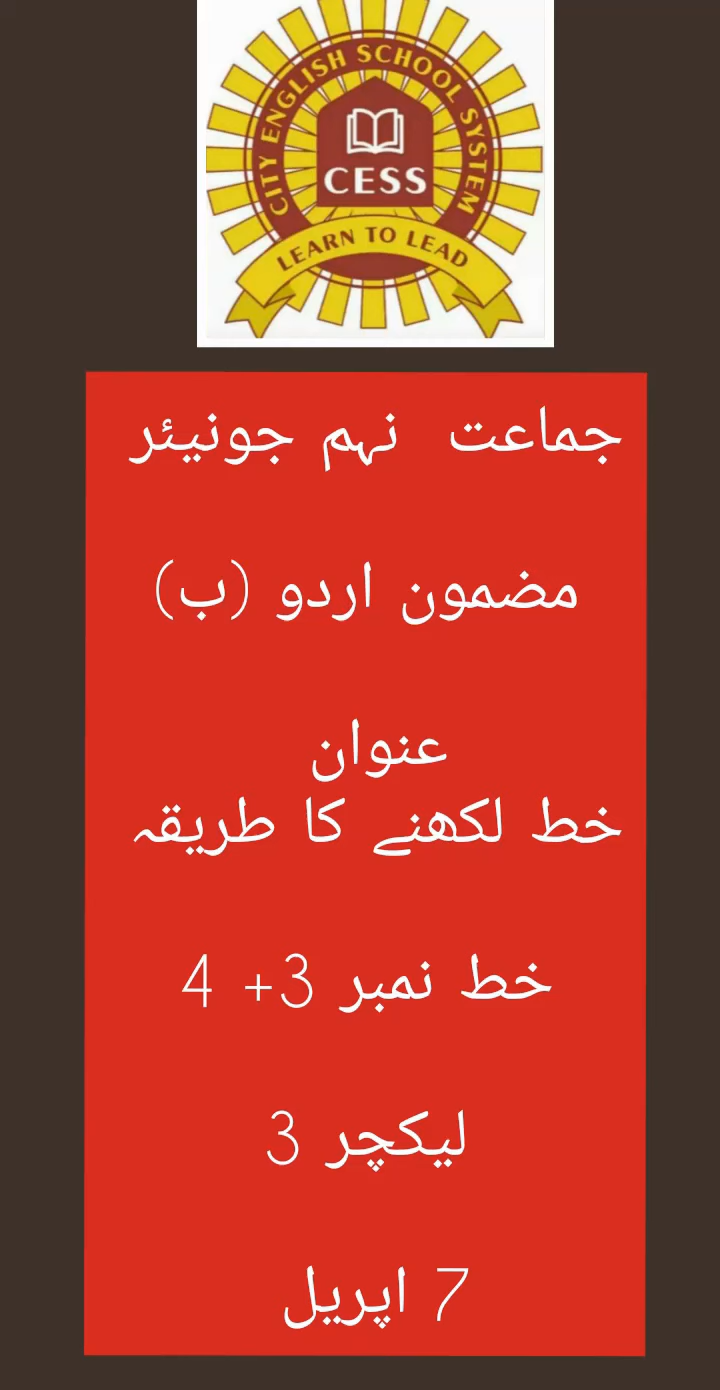 CITY ENGLISH SCHOOL SYSTEM
CESS
LEARN TO LEAD
جماعت نہم جونیئر
مضمون اردو (ب)
عنوان
خط لکھنے کا طریقہ
خط نمبر 3+ 4
لیکچر 3
7 اپریل